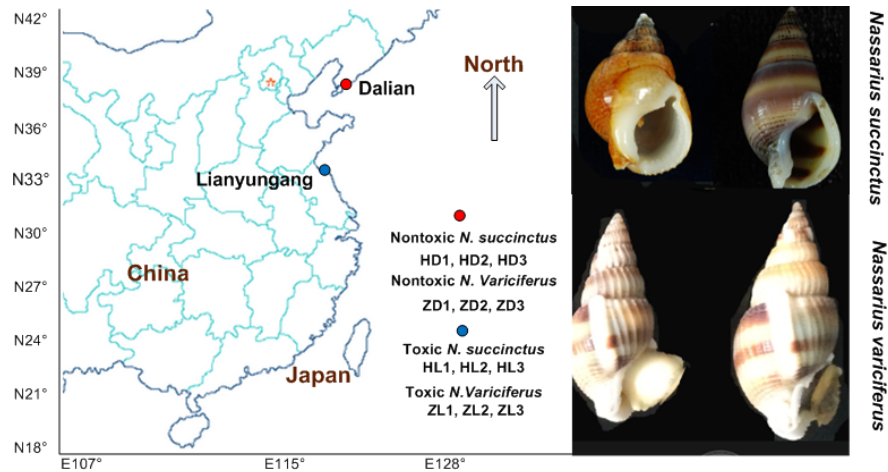 N42°
N39°
N36°
N33°
N30°
N27°
N24°
N21°
N18°
E107°
E115°
E128°
North
Dalian
Lianyungang
China
Japan
Nontoxic N. succinctus
HD1, HD2, HD3
Nontoxic N. Variciferus
ZD1, ZD2, ZD3
Toxic N. succinctus
HL1, HL2, HL3
Toxic N.Variciferus
ZL1, ZL2, ZL3
Nassarius succinctus
Nassarius variciferus